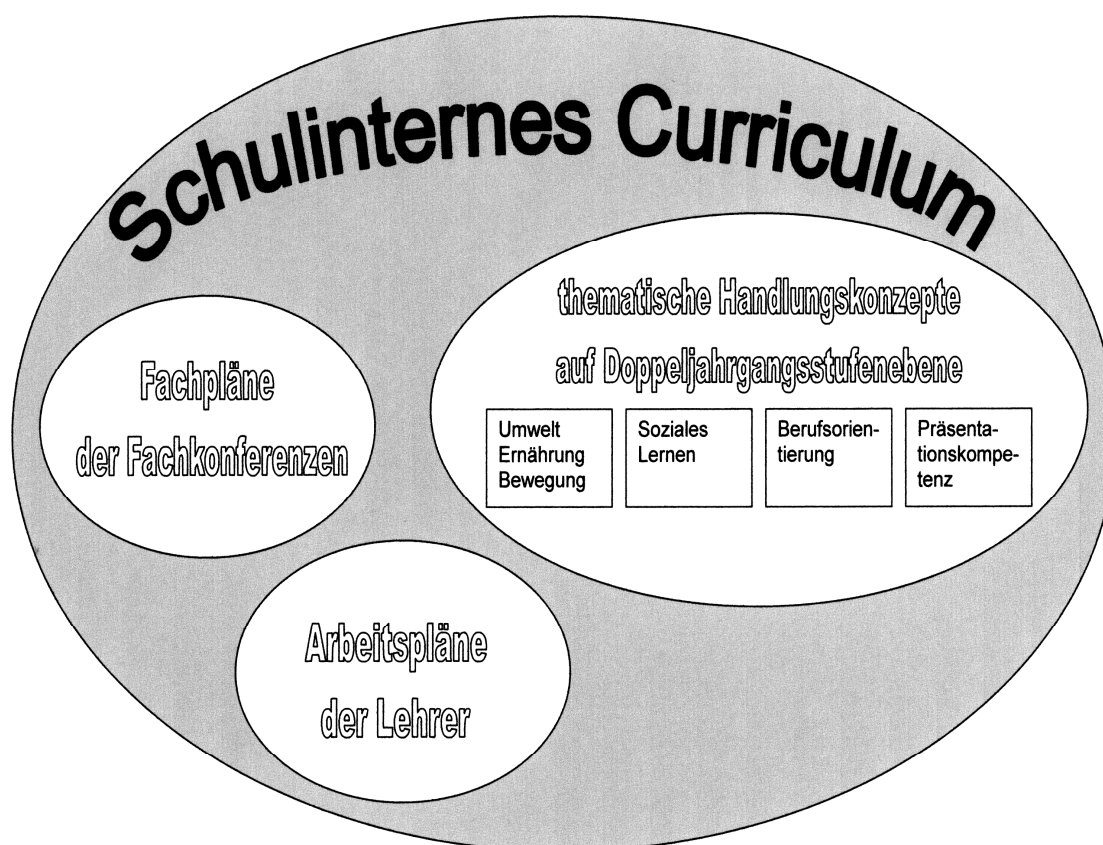 Schulinternes Curriculum
thematische Handlungskonzepte
auf Doppeljahrgangsstufenebene
Umwelt
Ernährung
Bewegung
Soziales
Lernen
Berufsorien-
tierung
Präsenta-
tionskompe-
tenz
Fachpläne
der Fachkonferenzen
Arbeitspläne
der Lehrer